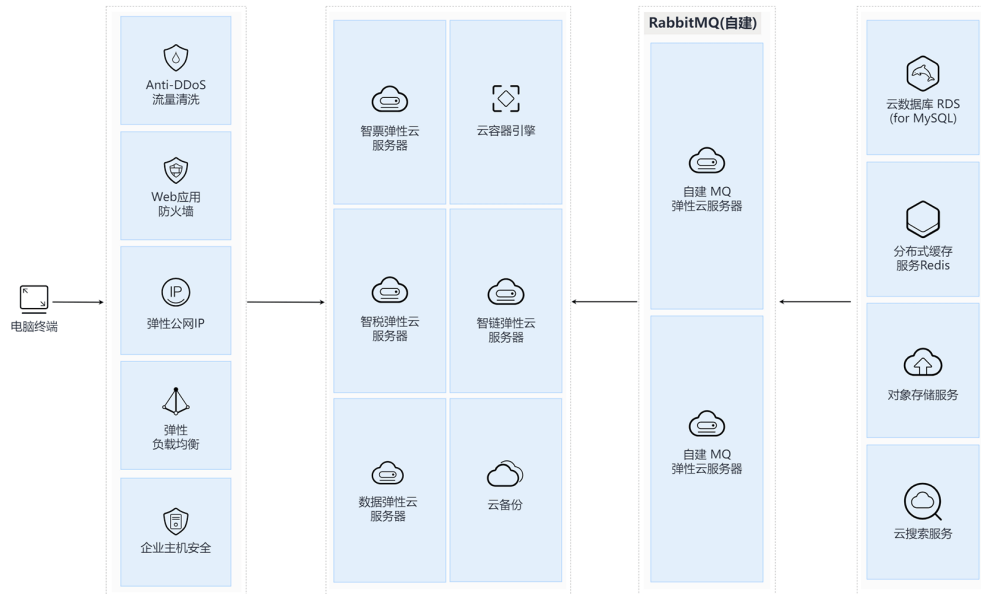 电脑终端
Anti-DDoS
流量清洗
Web应用
防火墙
IP
弹性公网IP
弹性
负载均衡
企业主机安全
智票弹性云
服务器
云容器引擎
智税弹性云
服务器
智链弹性云
服务器
数据弹性云
服务器
云备份
RabbitMQ(自建)
自建 MQ
弹性云服务器
自建 MQ
弹性云服务器
云数据库 RDS
(for MySQL)
分布式缓存
服务Redis
对象存储服务
云搜索服务